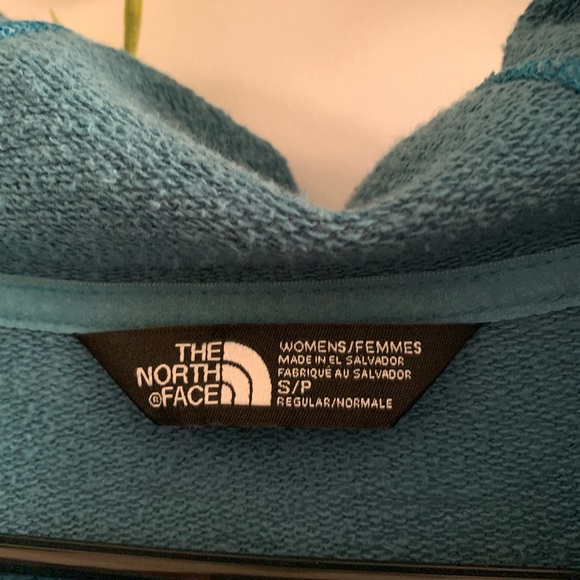 THE
NORTH
®FACE
WOMENS/FEMMES
MADE IN EL SALVADOR
FABRIQUÉ AU SALVADOR
S/P
REGULAR/NORMALE